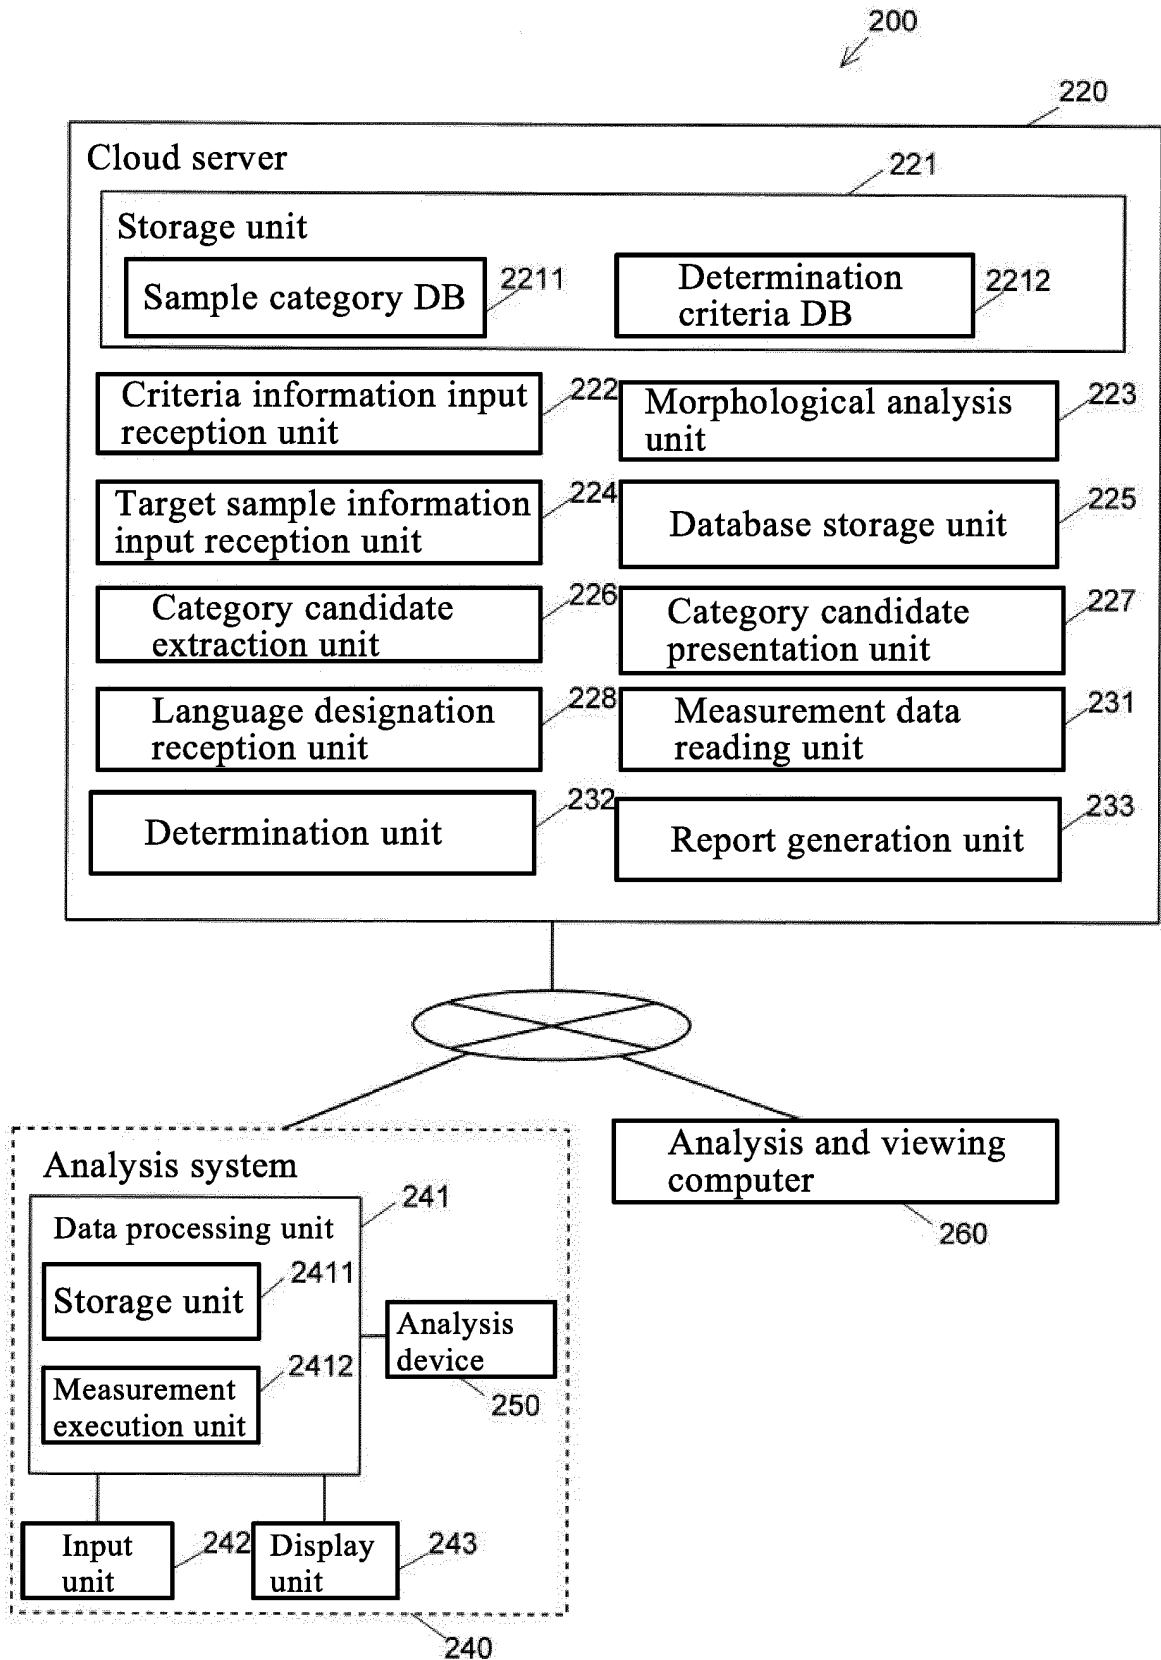 200
220
Cloud server
221
Storage unit
Sample category DB
2211
Determination
criteria DB
2212
Criteria information input
reception unit
222
Morphological analysis
unit
223
Target sample information
input reception unit
224
Database storage unit
225
Category candidate
extraction unit
226
Category candidate
presentation unit
227
Language designation
reception unit
228
Measurement data
reading unit
231
Determination unit
232
Report generation unit
233
Analysis system
Analysis and viewing
computer
260
241
Data processing unit
2411
Storage unit
Analysis
device
250
2412
Measurement
execution unit
Input
unit
242
Display
unit
243
240